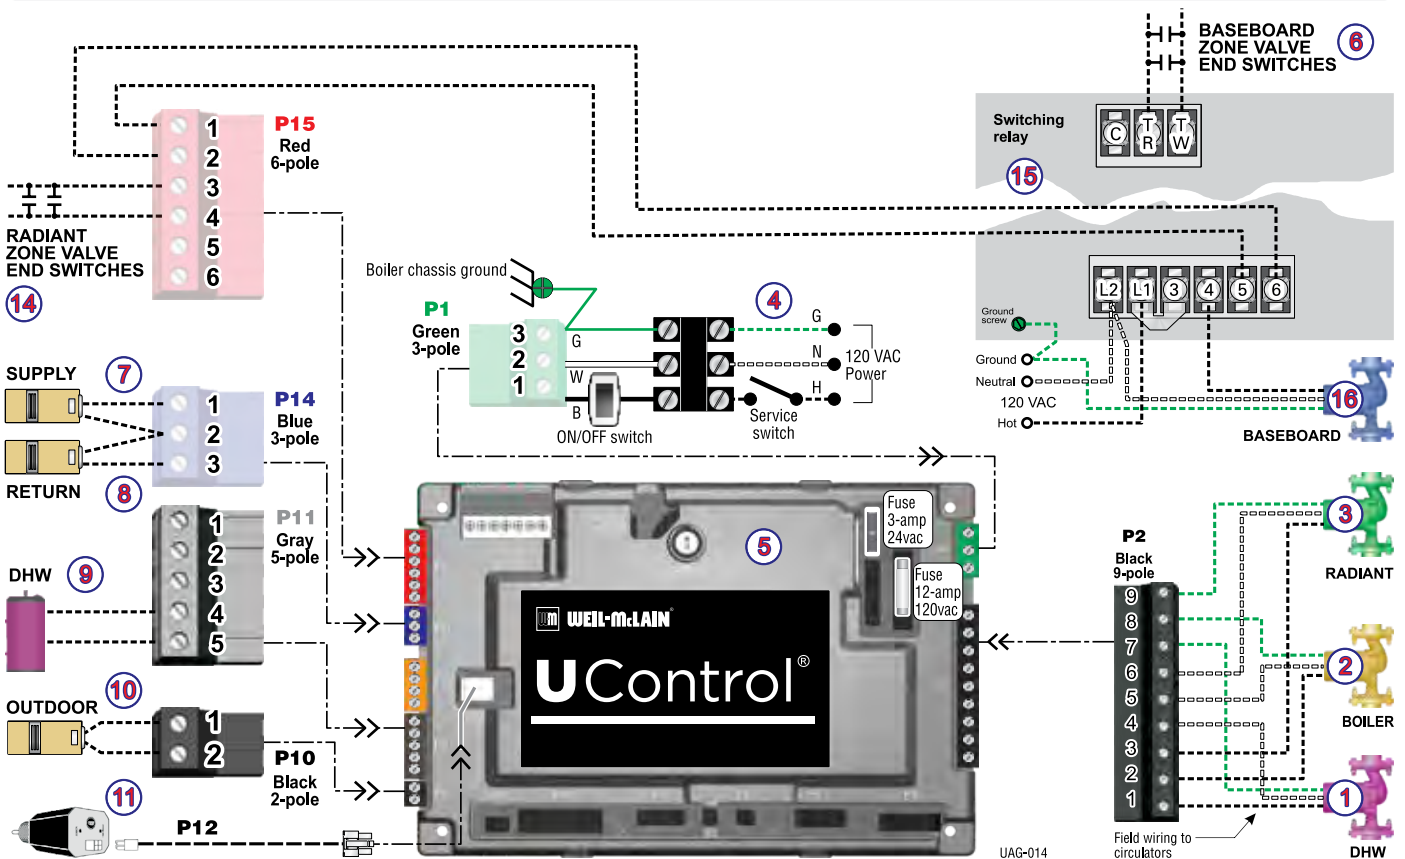 BASEBOARD
ZONE VALVE
END SWITCHES
6
Switching
relay
15
C
T
R
T
W
1
2
3
4
5
6
P15
Red
6-pole
RADIANT
ZONE VALVE
END SWITCHES
14
Boiler chassis ground
P1
Green
3-pole
3
2
1
G
W
B
ON/OFF switch
4
G
N
H
120 VAC
Power
Service
switch
L2
L1
3
4
5
6
Ground
screw
Ground
Neutral
120 VAC
Hot
16
BASEBOARD
SUPPLY
7
RETURN
8
1
2
3
P14
Blue
3-pole
1
2
3
4
5
P11
Gray
5-pole
DHW
9
10
OUTDOOR
1
2
P10
Black
2-pole
11
P12
5
Fuse
3-amp
24vac
Fuse
12-amp
120vac
WM WEIL-McLAIN
UControl®
P2
Black
9-pole
9
8
7
6
5
4
3
2
1
3
RADIANT
2
BOILER
1
DHW
Field wiring to
circulators
UAG-014